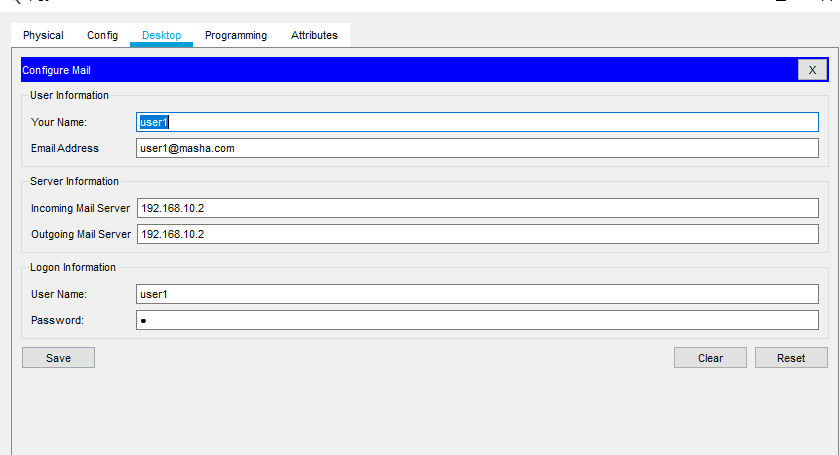 Physical Config Desktop Programming Attributes
Configure Mail X
User Information
Your Name: user1
Email Address user1@masha.com
Server Information
Incoming Mail Server 192.168.10.2
Outgoing Mail Server 192.168.10.2
Logon Information
User Name: user1
Password: ●
Save Clear Reset